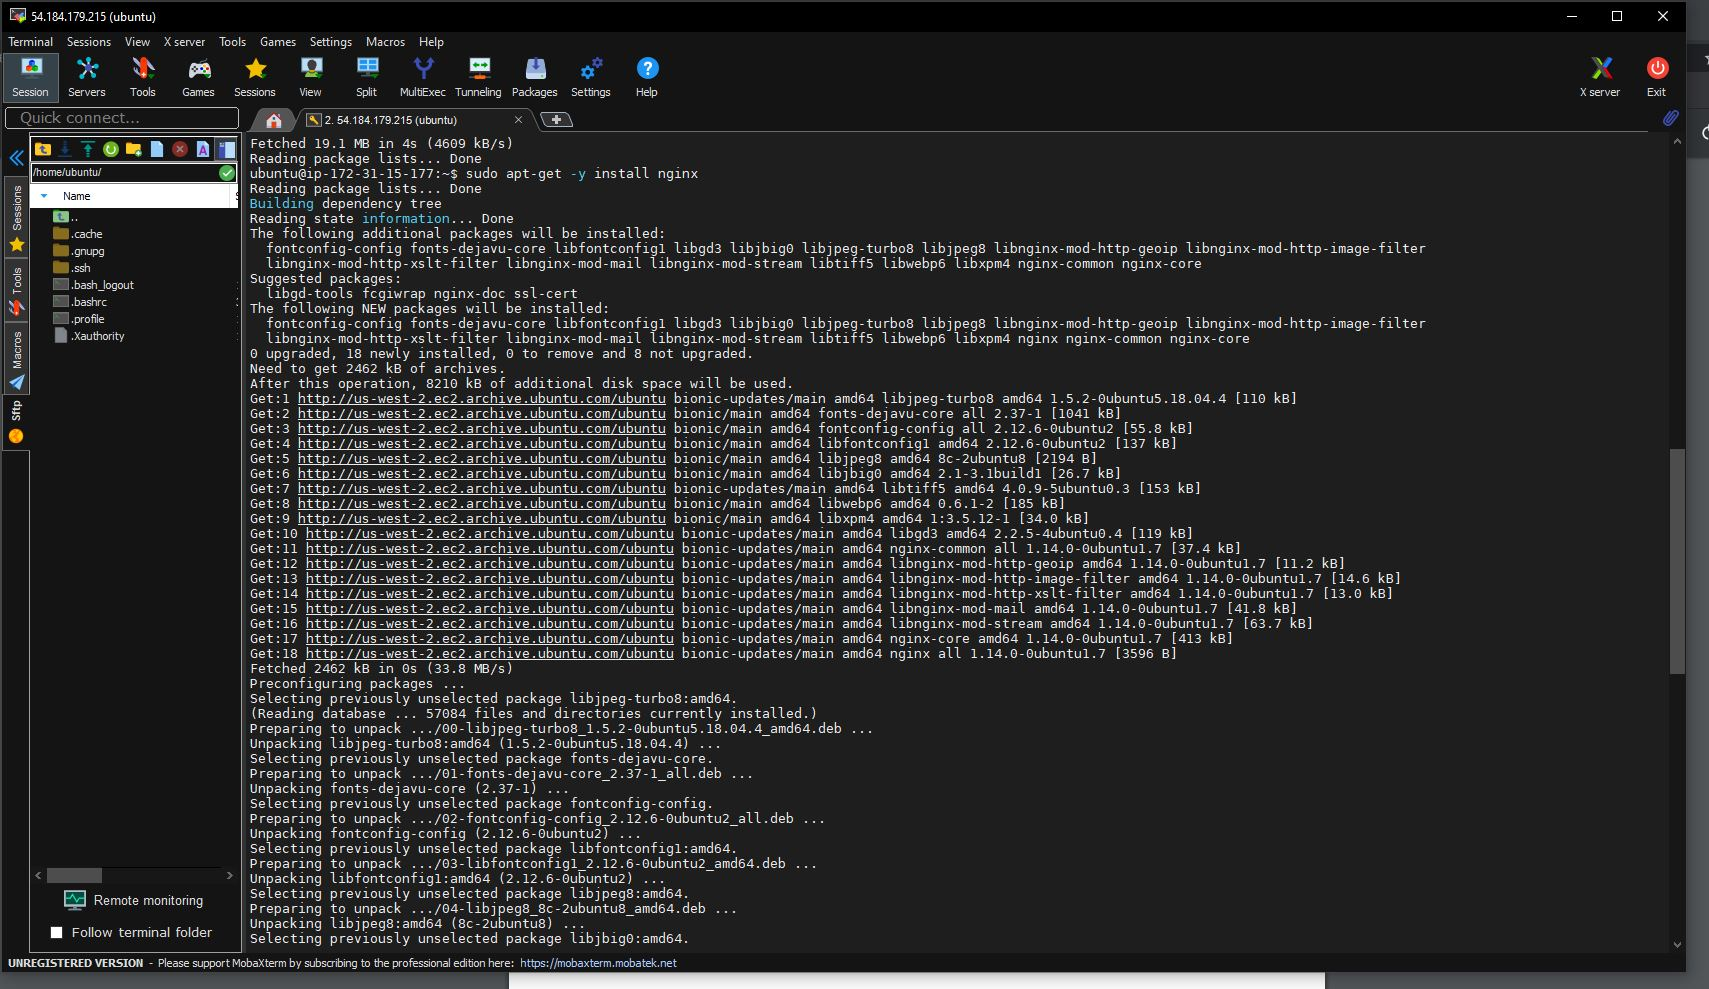 54.184.179.215 (ubuntu)
Terminal Sessions View X server Tools Games Settings Macros Help
Session Servers Tools Games Sessions View Split MultiExec Tunneling Packages Settings Help X server Exit
Quick connect...
2. 54.184.179.215 (ubuntu)
/home/ubuntu/
Name
..
.cache
.gnupg
.ssh
.bash_logout
.bashrc
.profile
.Xauthority
Sessions
Tools
Macros
Sftp
Remote monitoring
Follow terminal folder
Fetched 19.1 MB in 4s (4609 kB/s)
Reading package lists... Done
ubuntu@ip-172-31-15-177:~$ sudo apt-get -y install nginx
Reading package lists... Done
Building dependency tree
Reading state information... Done
The following additional packages will be installed:
fontconfig-config fonts-dejavu-core libfontconfig1 libgd3 libjbig0 libjpeg-turbo8 libjpeg8 libnginx-mod-http-geoip libnginx-mod-http-image-filter
libnginx-mod-http-xslt-filter libnginx-mod-mail libnginx-mod-stream libtiff5 libwebp6 libxpm4 nginx-common nginx-core
Suggested packages:
libgd-tools fcgiwrap nginx-doc ssl-cert
The following NEW packages will be installed:
fontconfig-config fonts-dejavu-core libfontconfig1 libgd3 libjbig0 libjpeg-turbo8 libjpeg8 libnginx-mod-http-geoip libnginx-mod-http-image-filter
libnginx-mod-http-xslt-filter libnginx-mod-mail libnginx-mod-stream libtiff5 libwebp6 libxpm4 nginx nginx-common nginx-core
0 upgraded, 18 newly installed, 0 to remove and 8 not upgraded.
Need to get 2462 kB of archives.
After this operation, 8210 kB of additional disk space will be used.
Get:1 http://us-west-2.ec2.archive.ubuntu.com/ubuntu bionic-updates/main amd64 libjpeg-turbo8 amd64 1.5.2-0ubuntu5.18.04.4 [110 kB]
Get:2 http://us-west-2.ec2.archive.ubuntu.com/ubuntu bionic/main amd64 fonts-dejavu-core all 2.37-1 [1041 kB]
Get:3 http://us-west-2.ec2.archive.ubuntu.com/ubuntu bionic/main amd64 fontconfig-config all 2.12.6-0ubuntu2 [55.8 kB]
Get:4 http://us-west-2.ec2.archive.ubuntu.com/ubuntu bionic/main amd64 libfontconfig1 amd64 2.12.6-0ubuntu2 [137 kB]
Get:5 http://us-west-2.ec2.archive.ubuntu.com/ubuntu bionic/main amd64 libjpeg8 amd64 8c-2ubuntu8 [2194 B]
Get:6 http://us-west-2.ec2.archive.ubuntu.com/ubuntu bionic/main amd64 libjbig0 amd64 2.1-3.1build1 [26.7 kB]
Get:7 http://us-west-2.ec2.archive.ubuntu.com/ubuntu bionic-updates/main amd64 libtiff5 amd64 4.0.9-5ubuntu0.3 [153 kB]
Get:8 http://us-west-2.ec2.archive.ubuntu.com/ubuntu bionic/main amd64 libwebp6 amd64 0.6.1-2 [185 kB]
Get:9 http://us-west-2.ec2.archive.ubuntu.com/ubuntu bionic/main amd64 libxpm4 amd64 1:3.5.12-1 [34.0 kB]
Get:10 http://us-west-2.ec2.archive.ubuntu.com/ubuntu bionic-updates/main amd64 libgd3 amd64 2.2.5-4ubuntu0.4 [119 kB]
Get:11 http://us-west-2.ec2.archive.ubuntu.com/ubuntu bionic-updates/main amd64 nginx-common all 1.14.0-0ubuntu1.7 [37.4 kB]
Get:12 http://us-west-2.ec2.archive.ubuntu.com/ubuntu bionic-updates/main amd64 libnginx-mod-http-geoip amd64 1.14.0-0ubuntu1.7 [11.2 kB]
Get:13 http://us-west-2.ec2.archive.ubuntu.com/ubuntu bionic-updates/main amd64 libnginx-mod-http-image-filter amd64 1.14.0-0ubuntu1.7 [14.6 kB]
Get:14 http://us-west-2.ec2.archive.ubuntu.com/ubuntu bionic-updates/main amd64 libnginx-mod-http-xslt-filter amd64 1.14.0-0ubuntu1.7 [13.0 kB]
Get:15 http://us-west-2.ec2.archive.ubuntu.com/ubuntu bionic-updates/main amd64 libnginx-mod-mail amd64 1.14.0-0ubuntu1.7 [41.8 kB]
Get:16 http://us-west-2.ec2.archive.ubuntu.com/ubuntu bionic-updates/main amd64 libnginx-mod-stream amd64 1.14.0-0ubuntu1.7 [63.7 kB]
Get:17 http://us-west-2.ec2.archive.ubuntu.com/ubuntu bionic-updates/main amd64 nginx-core amd64 1.14.0-0ubuntu1.7 [413 kB]
Get:18 http://us-west-2.ec2.archive.ubuntu.com/ubuntu bionic-updates/main amd64 nginx all 1.14.0-0ubuntu1.7 [3596 B]
Fetched 2462 kB in 0s (33.8 MB/s)
Preconfiguring packages ...
Selecting previously unselected package libjpeg-turbo8:amd64.
(Reading database ... 57084 files and directories currently installed.)
Preparing to unpack .../00-libjpeg-turbo8_1.5.2-0ubuntu5.18.04.4_amd64.deb ...
Unpacking libjpeg-turbo8:amd64 (1.5.2-0ubuntu5.18.04.4) ...
Selecting previously unselected package fonts-dejavu-core.
Preparing to unpack .../01-fonts-dejavu-core_2.37-1_all.deb ...
Unpacking fonts-dejavu-core (2.37-1) ...
Selecting previously unselected package fontconfig-config.
Preparing to unpack .../02-fontconfig-config_2.12.6-0ubuntu2_all.deb ...
Unpacking fontconfig-config (2.12.6-0ubuntu2) ...
Selecting previously unselected package libfontconfig1:amd64.
Preparing to unpack .../03-libfontconfig1_2.12.6-0ubuntu2_amd64.deb ...
Unpacking libfontconfig1:amd64 (2.12.6-0ubuntu2) ...
Selecting previously unselected package libjpeg8:amd64.
Preparing to unpack .../04-libjpeg8_8c-2ubuntu8_amd64.deb ...
Unpacking libjpeg8:amd64 (8c-2ubuntu8) ...
Selecting previously unselected package libjbig0:amd64.
UNREGISTERED VERSION - Please support MobaXterm by subscribing to the professional edition here: https://mobaxterm.mobatek.net